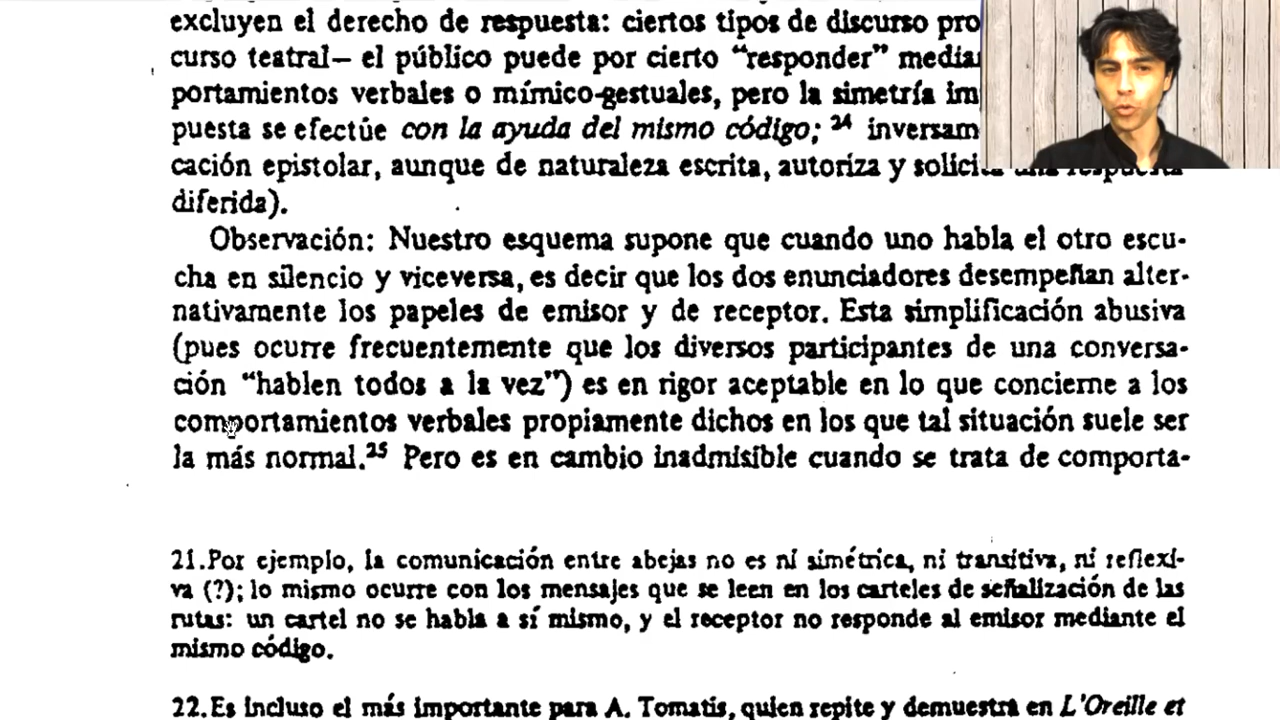 excluyen el derecho de respuesta: ciertos tipos de discurso pro
curso teatral— el público puede por cierto “responder” media
portamientos verbales o mímico-gestuales, pero la simetría im
puesta se efectúe con la ayuda del mismo código; 24 inversam
cación epistolar, aunque de naturaleza escrita, autoriza y solicita una respuesta
diferida).
Observación: Nuestro esquema supone que cuando uno habla el otro escu-
cha en silencio y viceversa, es decir que los dos enunciadores desempeñan alter-
nativamente los papeles de emisor y de receptor. Esta simplificación abusiva
(pues ocurre frecuentemente que los diversos participantes de una conversa-
ción “hablen todos a la vez”) es en rigor aceptable en lo que concierne a los
comportamientos verbales propiamente dichos en los que tal situación suele ser
la más normal.25 Pero es en cambio inadmisible cuando se trata de comporta-
21.Por ejemplo, la comunicación entre abejas no es ni simétrica, ni transitiva, ni reflexi-
va (?); lo mismo ocurre con los mensajes que se leen en los carteles de señalización de las
rutas: un cartel no se habla a sí mismo, y el receptor no responde al emisor mediante el
mismo código.
22.Es incluso el más importante para A. Tomatis, quien repite y demuestra en L'Oreille et